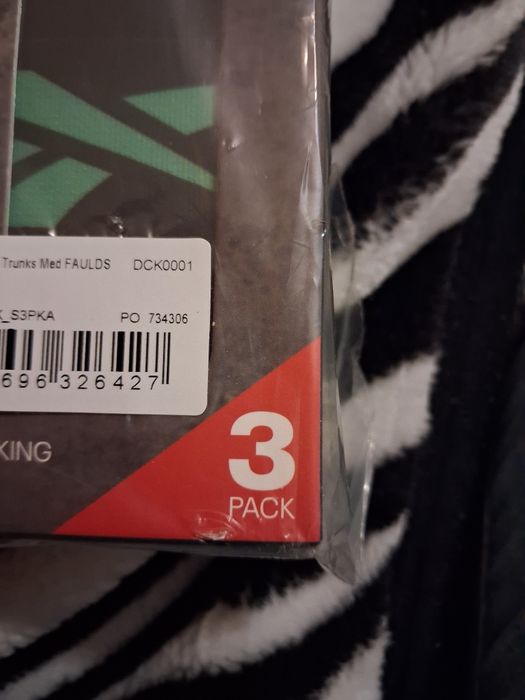 Trunks Med FAULDS DCK0001
_S3PKA PO 734306
696 326427
KING
3
PACK